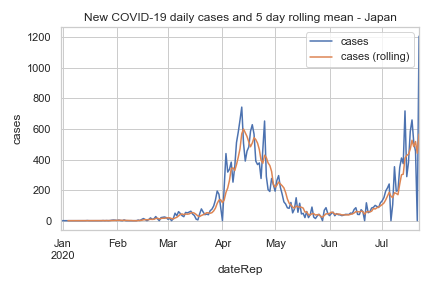 New COVID-19 daily cases and 5 day rolling mean - Japan
cases
cases (rolling)
1200
1000
800
600
400
200
0
cases
Jan
2020
Feb
Mar
Apr
May
Jun
Jul
dateRep